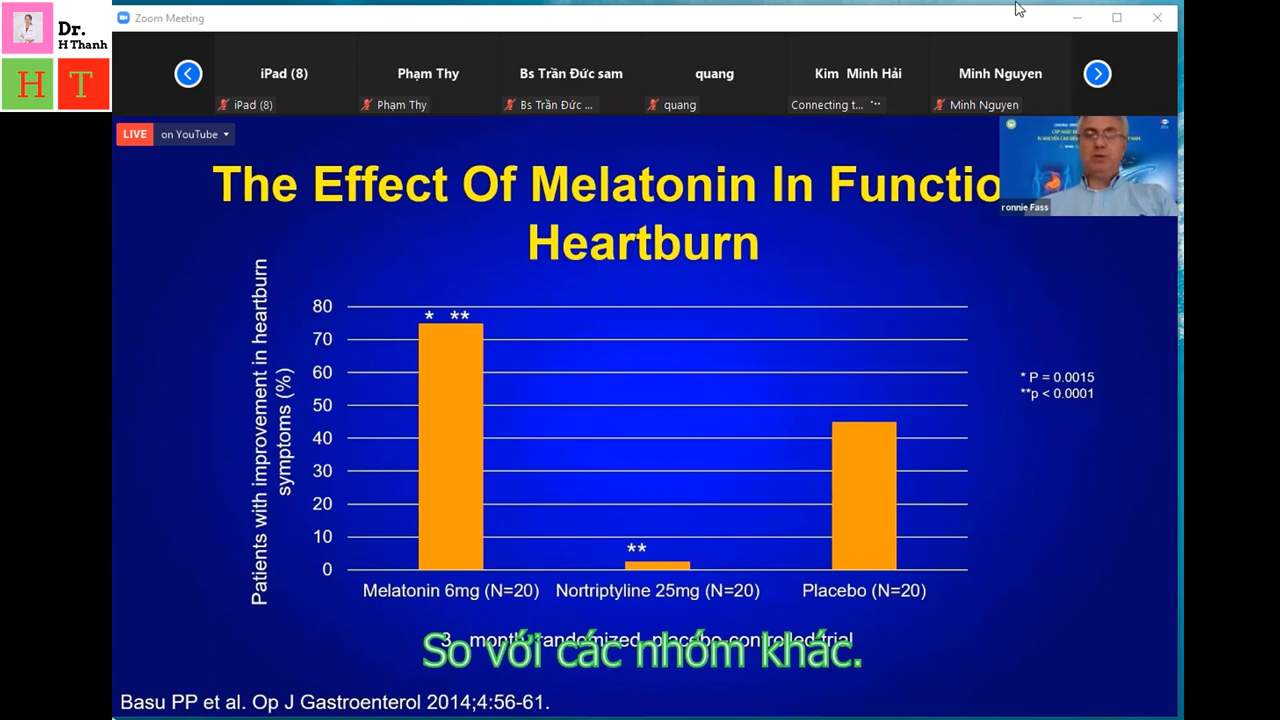 Dr.
H Thanh
H T
Zoom Meeting
iPad (8)
Phạm Thy
Bs Trần Đức sam
quang
Kim Minh Hải
Minh Nguyen
iPad (8)
Phạm Thy
Bs Trần Đức ...
quang
Connecting t... ...
Minh Nguyen
LIVE on YouTube
ronnie Fass
The Effect Of Melatonin In Functio
Heartburn
Patients with improvement in heartburn
symptoms (%)
80
70
60
50
40
30
20
10
0
* **
**
* P = 0.0015
**p < 0.0001
Melatonin 6mg (N=20)
Nortriptyline 25mg (N=20)
Placebo (N=20)
3 month randomized placebo-controlled trial
So với các nhóm khác.
Basu PP et al. Op J Gastroenterol 2014;4:56-61.